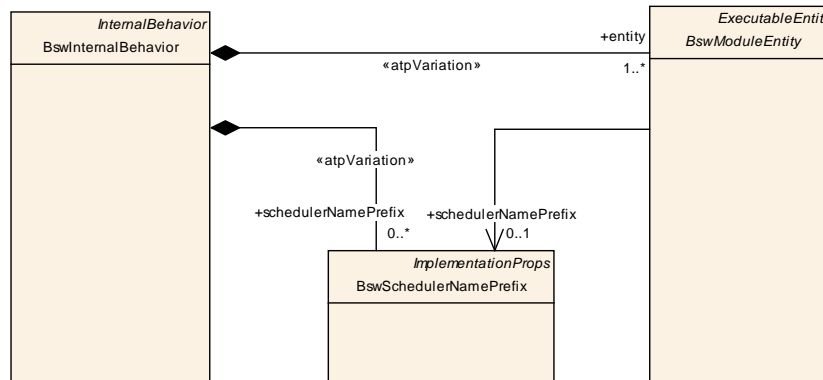 InternalBehavior
BswInternalBehavior
ExecutableEntit
BswModuleEntity
+entity
«atpVariation»
1..*
«atpVariation»
+schedulerNamePrefix
0..*
+schedulerNamePrefix
0..1
ImplementationProps
BswSchedulerNamePrefix